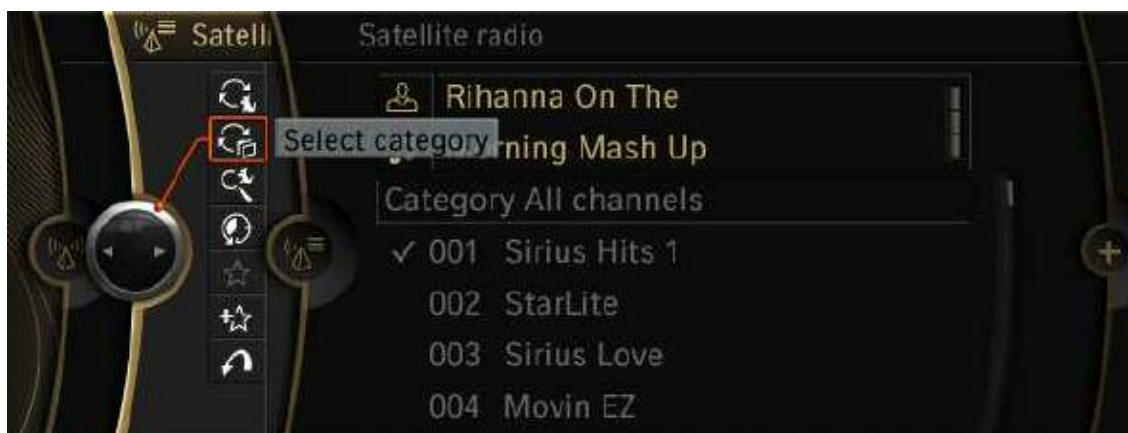 Satelli
Satellite radio
Rihanna On The
Select category
rning Mash Up
Category All channels
✓ 001 Sirius Hits 1
002 StarLite
003 Sirius Love
004 Movin EZ